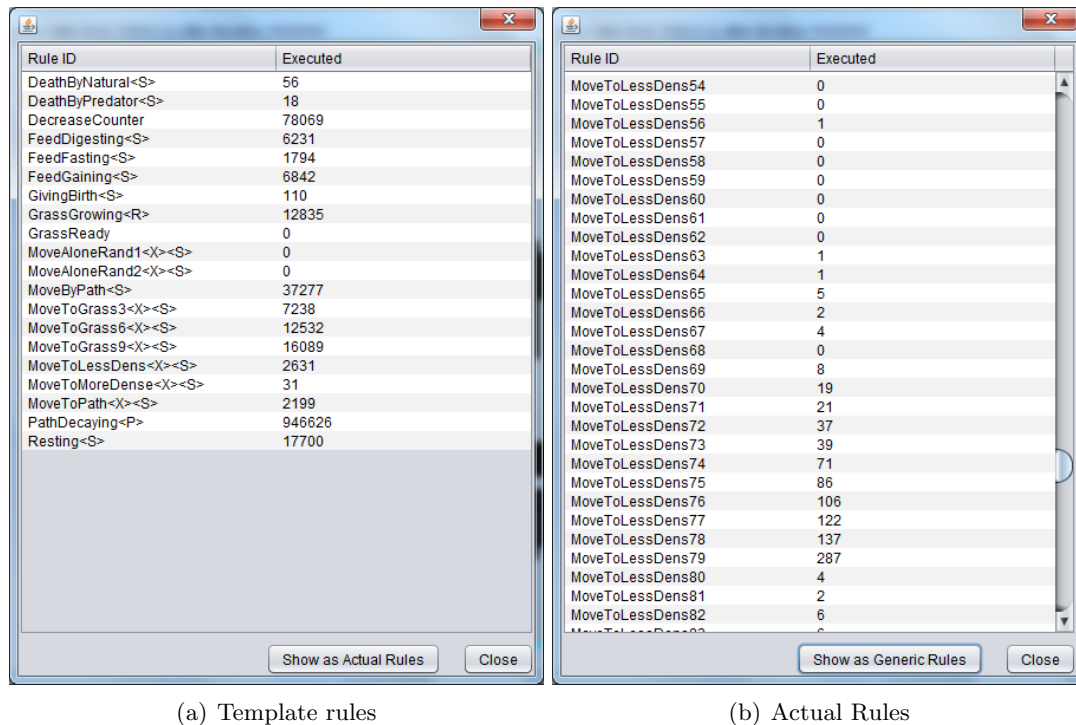 Rule ID Executed
DeathByNatural<S> 56
DeathByPredator<S> 18
DecreaseCounter 78069
FeedDigesting<S> 6231
FeedFasting<S> 1794
FeedGaining<S> 6842
GivingBirth<S> 110
GrassGrowing<R> 12835
GrassReady 0
MoveAloneRand1<X><S> 0
MoveAloneRand2<X><S> 0
MoveByPath<S> 37277
MoveToGrass3<X><S> 7238
MoveToGrass6<X><S> 12532
MoveToGrass9<X><S> 16089
MoveToLessDens<X><S> 2631
MoveToMoreDense<X><S> 31
MoveToPath<X><S> 2199
PathDecaying<P> 946626
Resting<S> 17700
Show as Actual Rules Close
(a) Template rules
Rule ID Executed
MoveToLessDens54 0
MoveToLessDens55 0
MoveToLessDens56 1
MoveToLessDens57 0
MoveToLessDens58 0
MoveToLessDens59 0
MoveToLessDens60 0
MoveToLessDens61 0
MoveToLessDens62 0
MoveToLessDens63 1
MoveToLessDens64 1
MoveToLessDens65 5
MoveToLessDens66 2
MoveToLessDens67 4
MoveToLessDens68 0
MoveToLessDens69 8
MoveToLessDens70 19
MoveToLessDens71 21
MoveToLessDens72 37
MoveToLessDens73 39
MoveToLessDens74 71
MoveToLessDens75 86
MoveToLessDens76 106
MoveToLessDens77 122
MoveToLessDens78 137
MoveToLessDens79 287
MoveToLessDens80 4
MoveToLessDens81 2
MoveToLessDens82 6
Show as Generic Rules Close
(b) Actual Rules